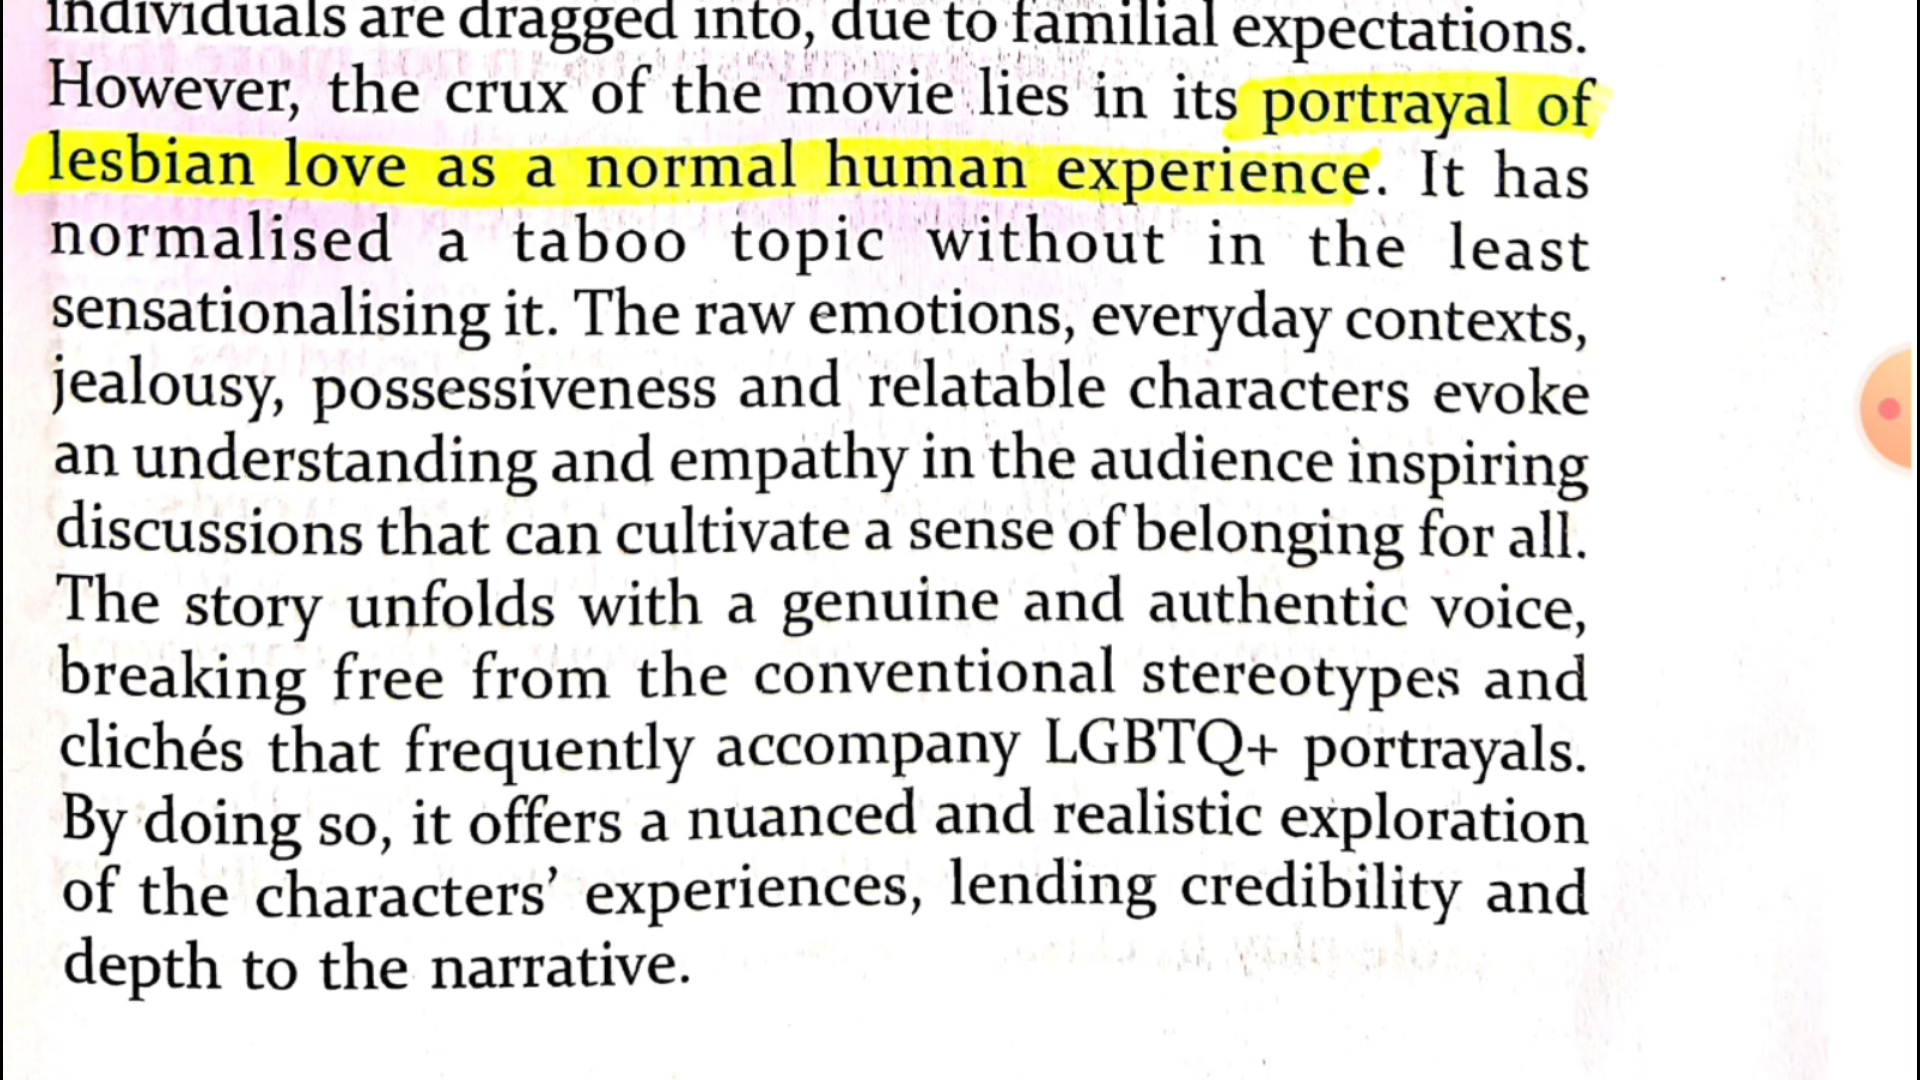 individuals are dragged into, due to familial expectations.
However, the crux of the movie lies in its portrayal of
lesbian love as a normal human experience. It has
normalised a taboo topic without in the least
sensationalising it. The raw emotions, everyday contexts,
jealousy, possessiveness and relatable characters evoke
an understanding and empathy in the audience inspiring
discussions that can cultivate a sense of belonging for all.
The story unfolds with a genuine and authentic voice,
breaking free from the conventional stereotypes and
clichés that frequently accompany LGBTQ+ portrayals.
By doing so, it offers a nuanced and realistic exploration
of the characters’ experiences, lending credibility and
depth to the narrative.